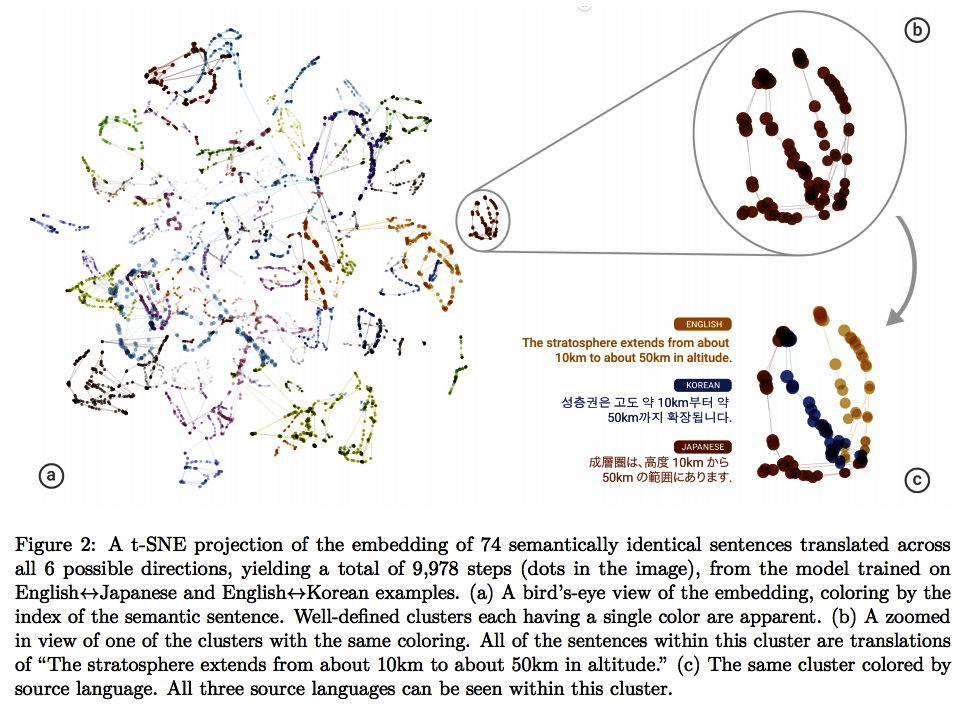 b
ENGLISH
The stratosphere extends from about
10km to about 50km in altitude.
KOREAN
성층권은 고도 약 10km부터 약
50km까지 확장됩니다.
JAPANESE
成層圏は、高度 10km から
50km の範囲にあります。
a
c
Figure 2: A t-SNE projection of the embedding of 74 semantically identical sentences translated across
all 6 possible directions, yielding a total of 9,978 steps (dots in the image), from the model trained on
English↔Japanese and English↔Korean examples. (a) A bird's-eye view of the embedding, coloring by the
index of the semantic sentence. Well-defined clusters each having a single color are apparent. (b) A zoomed
in view of one of the clusters with the same coloring. All of the sentences within this cluster are translations
of “The stratosphere extends from about 10km to about 50km in altitude.” (c) The same cluster colored by
source language. All three source languages can be seen within this cluster.